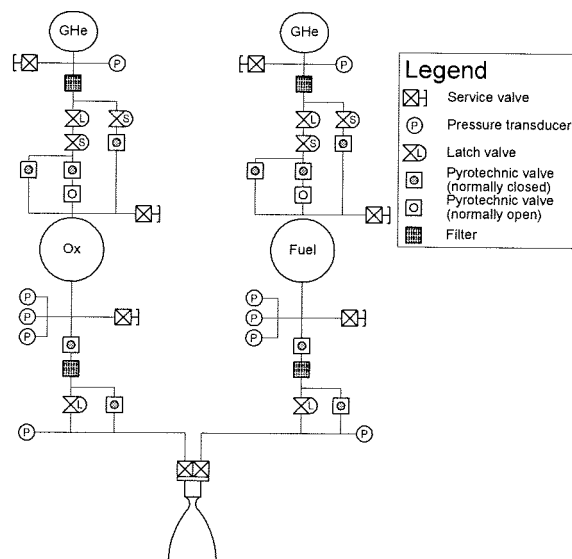 GHe
GHe
P
P
Legend
Service valve
P Pressure transducer
L Latch valve
Pyrotechnic valve
(normally closed)
Pyrotechnic valve
(normally open)
Filter
L
S
S
L
S
S
Ox
Fuel
P
P
P
P
P
P
L
L
P
P